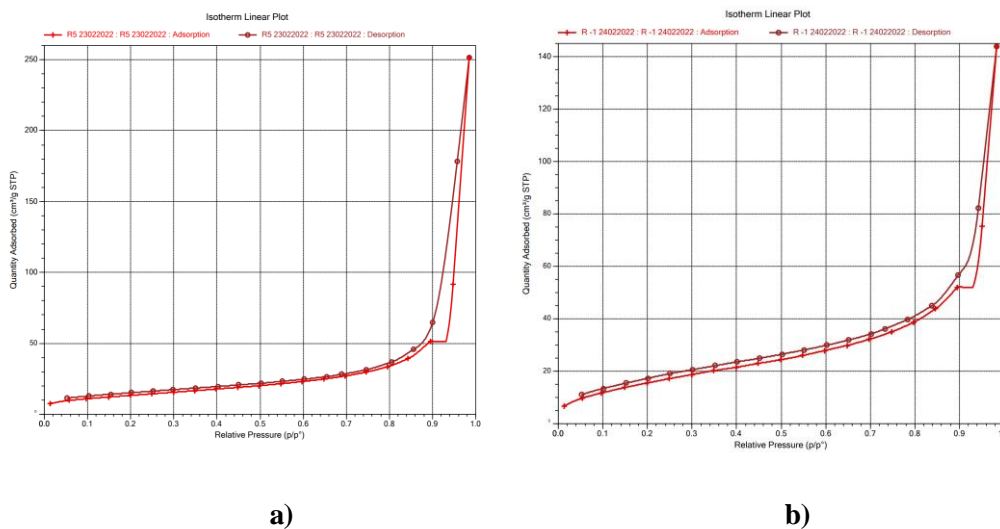 Isotherm Linear Plot
R5 23022022 : R5 23022022 : Adsorption R5 23022022 : R5 23022022 : Desorption
250
200
150
100
50
0.0 0.1 0.2 0.3 0.4 0.5 0.6 0.7 0.8 0.9 1.0
Relative Pressure (p/p°)
Quantity Adsorbed (cm³/g STP)
a)
Isotherm Linear Plot
R -1 24022022 : R -1 24022022 : Adsorption R -1 24022022 : R -1 24022022 : Desorption
140
120
100
80
60
40
20
0.0 0.1 0.2 0.3 0.4 0.5 0.6 0.7 0.8 0.9
Relative Pressure (p/p°)
Quantity Adsorbed (cm³/g STP)
b)